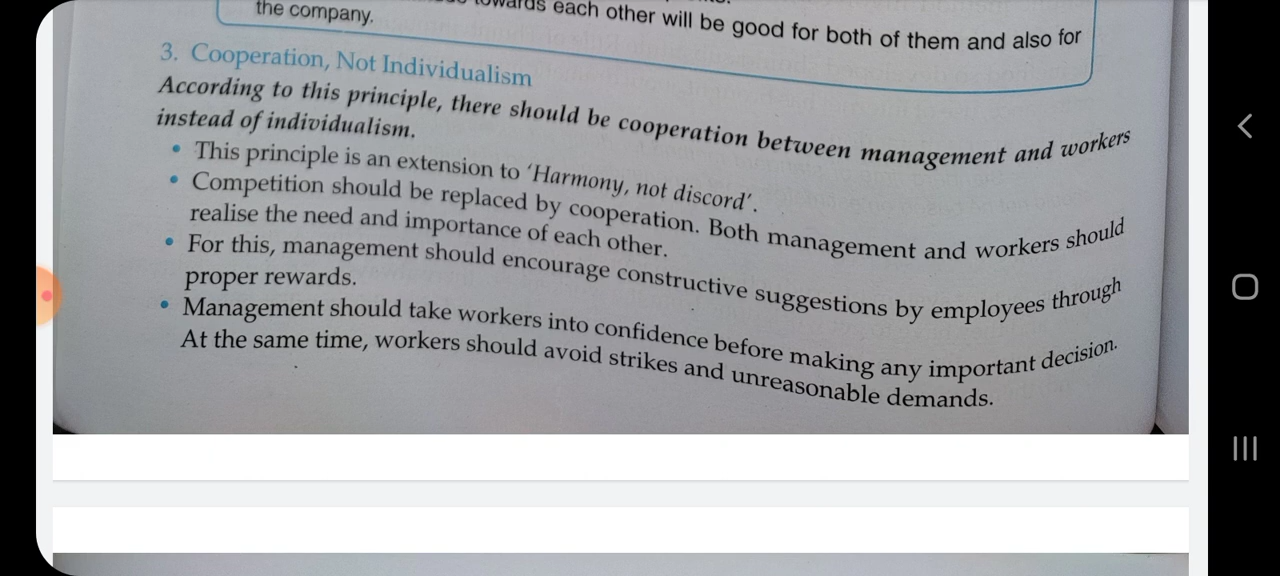 towards each other will be good for both of them and also for
the company.
3. Cooperation, Not Individualism
According to this principle, there should be cooperation between management and workers
instead of individualism.
• This principle is an extension to ‘Harmony, not discord’.
• Competition should be replaced by cooperation. Both management and workers should
realise the need and importance of each other.
• For this, management should encourage constructive suggestions by employees through
proper rewards.
• Management should take workers into confidence before making any important decision.
At the same time, workers should avoid strikes and unreasonable demands.